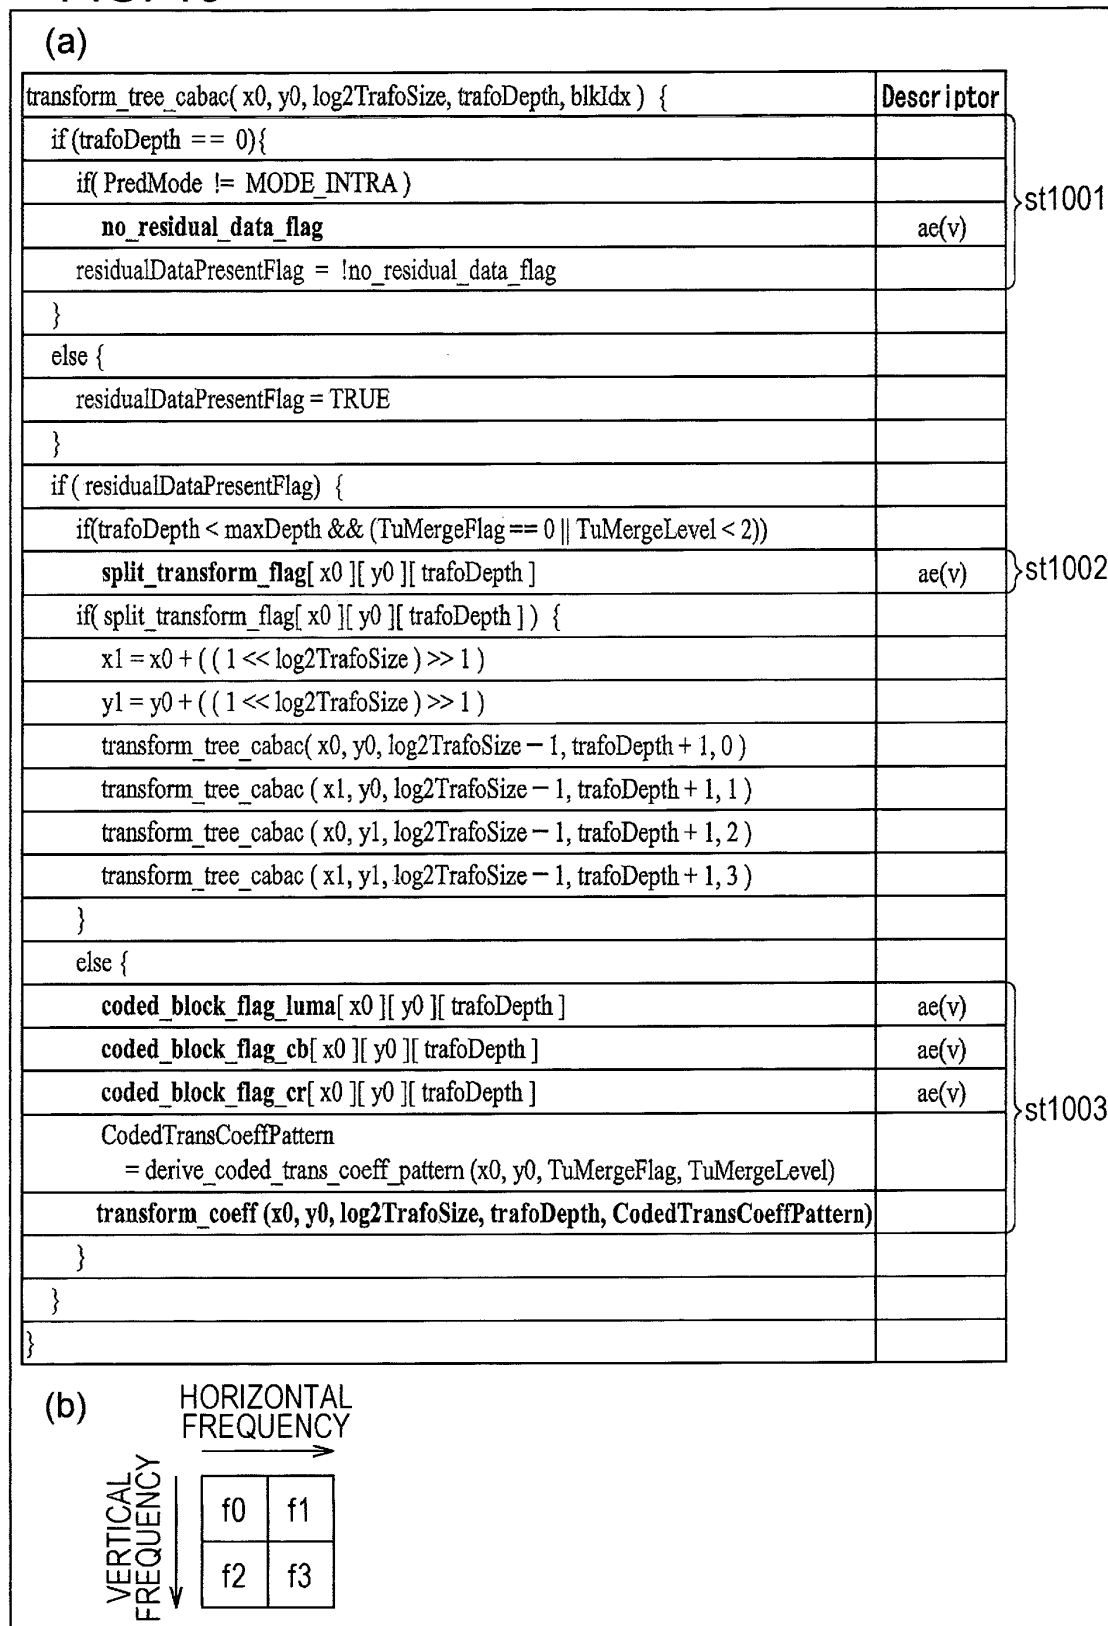 (a)
transform_tree_cabac( x0, y0, log2TrafoSize, trafoDepth, blkIdx ) { Descriptor
if (trafoDepth == 0){
if( PredMode != MODE_INTRA )
no_residual_data_flag ae(v)
st1001
residualDataPresentFlag = !no_residual_data_flag
}
else {
residualDataPresentFlag = TRUE
}
if ( residualDataPresentFlag) {
if(trafoDepth < maxDepth && (TuMergeFlag == 0 || TuMergeLevel < 2))
split_transform_flag[ x0 ][ y0 ][ trafoDepth ] ae(v) st1002
if( split_transform_flag[ x0 ][ y0 ][ trafoDepth ] ) {
x1 = x0 + ( ( 1 << log2TrafoSize ) >> 1 )
y1 = y0 + ( ( 1 << log2TrafoSize ) >> 1 )
transform_tree_cabac( x0, y0, log2TrafoSize − 1, trafoDepth + 1, 0 )
transform_tree_cabac ( x1, y0, log2TrafoSize − 1, trafoDepth + 1, 1 )
transform_tree_cabac ( x0, y1, log2TrafoSize − 1, trafoDepth + 1, 2 )
transform_tree_cabac ( x1, y1, log2TrafoSize − 1, trafoDepth + 1, 3 )
}
else {
coded_block_flag_luma[ x0 ][ y0 ][ trafoDepth ] ae(v)
coded_block_flag_cb[ x0 ][ y0 ][ trafoDepth ] ae(v)
coded_block_flag_cr[ x0 ][ y0 ][ trafoDepth ] ae(v)
st1003
CodedTransCoeffPattern
= derive_coded_trans_coeff_pattern (x0, y0, TuMergeFlag, TuMergeLevel)
transform_coeff (x0, y0, log2TrafoSize, trafoDepth, CodedTransCoeffPattern)
}
}
}
(b)
HORIZONTAL
FREQUENCY
VERTICAL
FREQUENCY
f0 f1
f2 f3